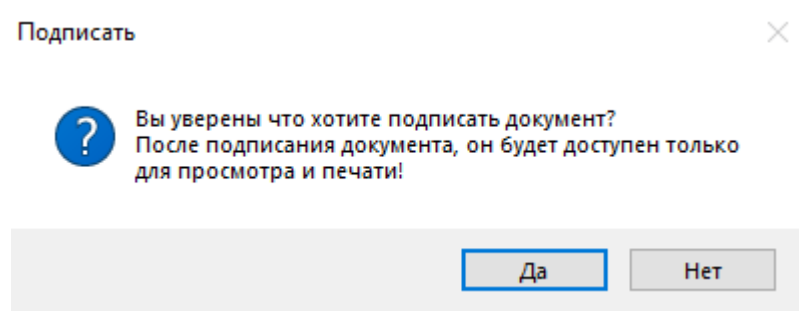 Подписать
Вы уверены что хотите подписать документ?
После подписания документа, он будет доступен только
для просмотра и печати!
Да
Нет